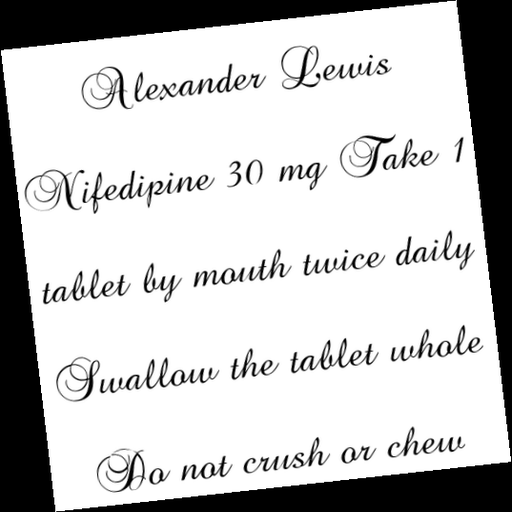 Alexander Lewis
Nifedipine 30 mg Take 1
tablet by mouth twice daily
Swallow the tablet whole
Do not crush or chew